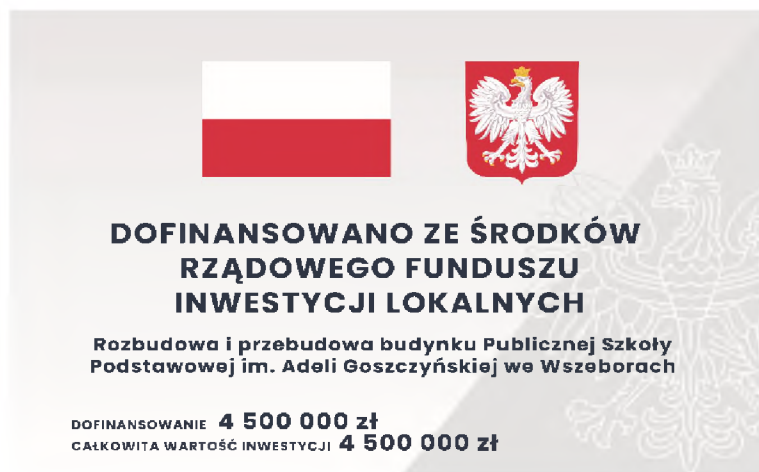 DOFINANSOWANO ZE ŚRODKÓW
RZĄDOWEGO FUNDUSZU
INWESTYCJI LOKALNYCH
Rozbudowa i przebudowa budynku Publicznej Szkoły
Podstawowej im. Adeli Goszczyńskiej we Wszeborach
DOFINANSOWANIE 4 500 000 zł
CAŁKOWITA WARTOŚĆ INWESTYCJI 4 500 000 zł